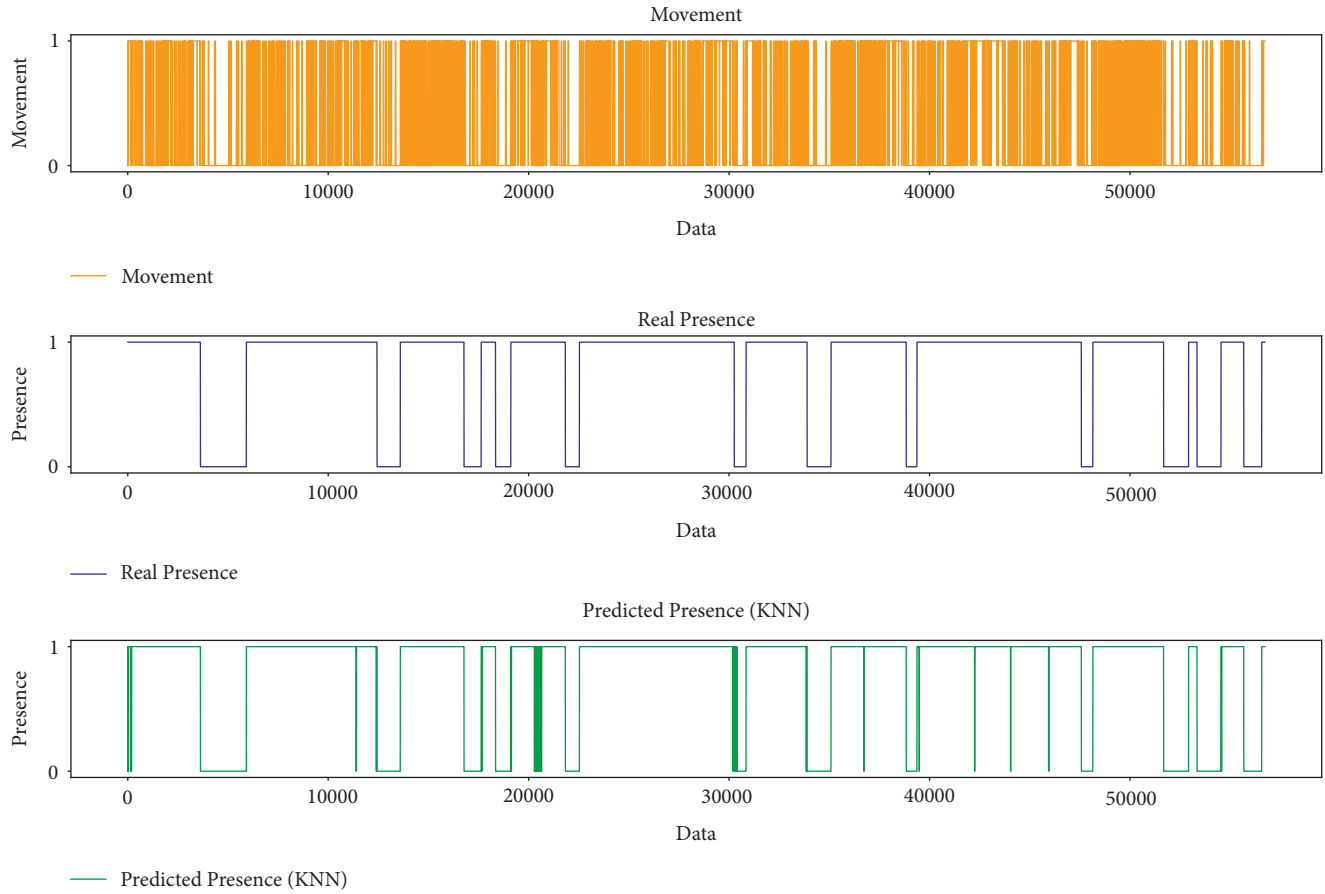 Movement
1
Movement
0
0 10000 20000 30000 40000 50000
Data
Movement
Real Presence
1
Presence
0
0 10000 20000 30000 40000 50000
Data
Real Presence
Predicted Presence (KNN)
1
Presence
0
0 10000 20000 30000 40000 50000
Data
Predicted Presence (KNN)